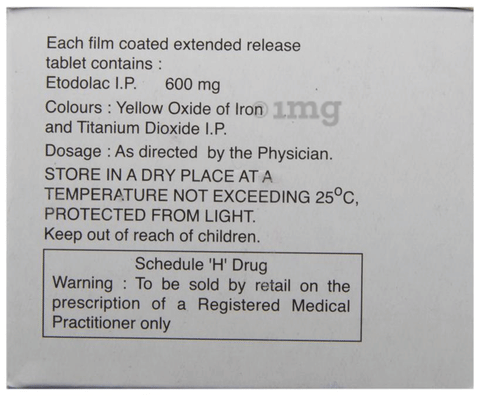 Each film coated extended release
tablet contains :
Etodolac I.P. 600 mg
Colours : Yellow Oxide of Iron
and Titanium Dioxide I.P.
1mg
Dosage : As directed by the Physician.
STORE IN A DRY PLACE AT A
TEMPERATURE NOT EXCEEDING 25⁰C,
PROTECTED FROM LIGHT.
Keep out of reach of children.
Schedule 'H' Drug
Warning : To be sold by retail on the
prescription of a Registered Medical
Practitioner only